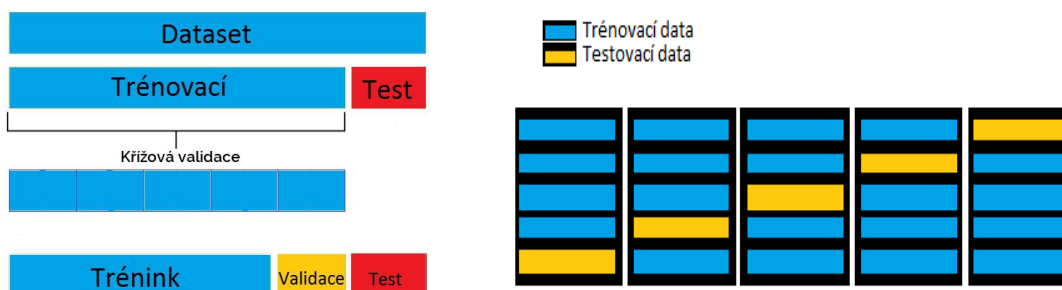 Dataset
Trénovací
Test
Křížová validace
Trénink
Validace
Test
Trénovací data
Testovací data